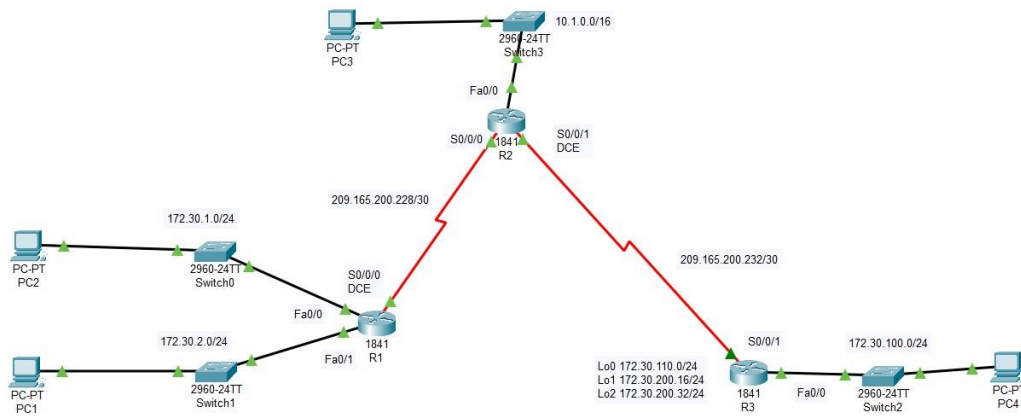 10.1.0.0/16
PC-PT
PC3
2960-24TT
Switch3
Fa0/0
S0/0/0
1841
R2
S0/0/1
DCE
209.165.200.228/30
172.30.1.0/24
PC-PT
PC2
2960-24TT
Switch0
209.165.200.232/30
S0/0/0
DCE
Fa0/0
172.30.2.0/24
Fa0/1
1841
R1
PC-PT
PC1
2960-24TT
Switch1
S0/0/1
172.30.100.0/24
Lo0 172.30.110.0/24
Lo1 172.30.200.16/24
Lo2 172.30.200.32/24
1841
R3
Fa0/0
2960-24TT
Switch2
PC-PT
PC4